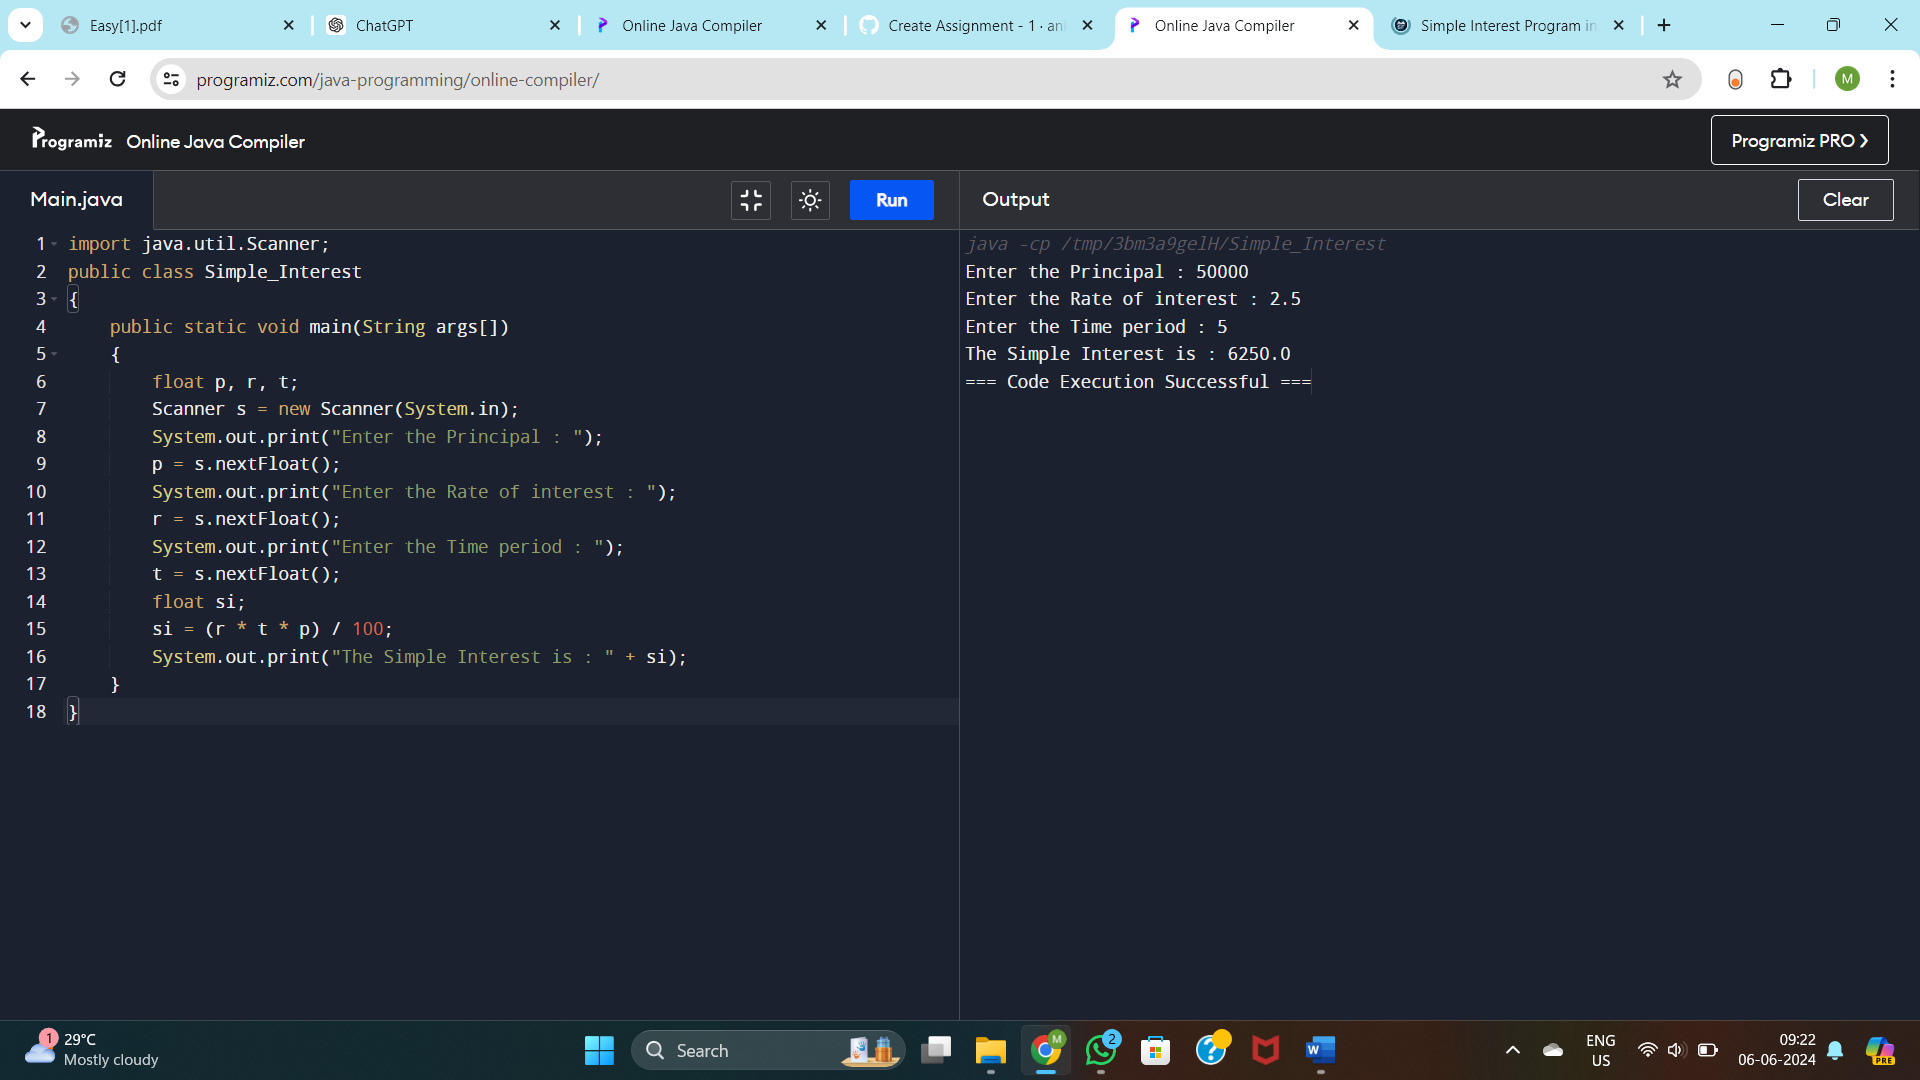 Easy[1].pdf
ChatGPT
Online Java Compiler
Create Assignment - 1 · an
Online Java Compiler
Simple Interest Program in
programiz.com/java-programming/online-compiler/
M
Programiz Online Java Compiler
Programiz PRO
Main.java
Run
Output
Clear
1 import java.util.Scanner;
2 public class Simple_Interest
3 {
4 public static void main(String args[])
5 {
6 float p, r, t;
7 Scanner s = new Scanner(System.in);
8 System.out.print("Enter the Principal : ");
9 p = s.nextFloat();
10 System.out.print("Enter the Rate of interest : ");
11 r = s.nextFloat();
12 System.out.print("Enter the Time period : ");
13 t = s.nextFloat();
14 float si;
15 si = (r * t * p) / 100;
16 System.out.print("The Simple Interest is : " + si);
17 }
18 }
java -cp /tmp/3bm3a9gelH/Simple_Interest
Enter the Principal : 50000
Enter the Rate of interest : 2.5
Enter the Time period : 5
The Simple Interest is : 6250.0
=== Code Execution Successful ===
1
29°C
Mostly cloudy
Search
M
2
W
ENG
US
09:22
06-06-2024
PRE